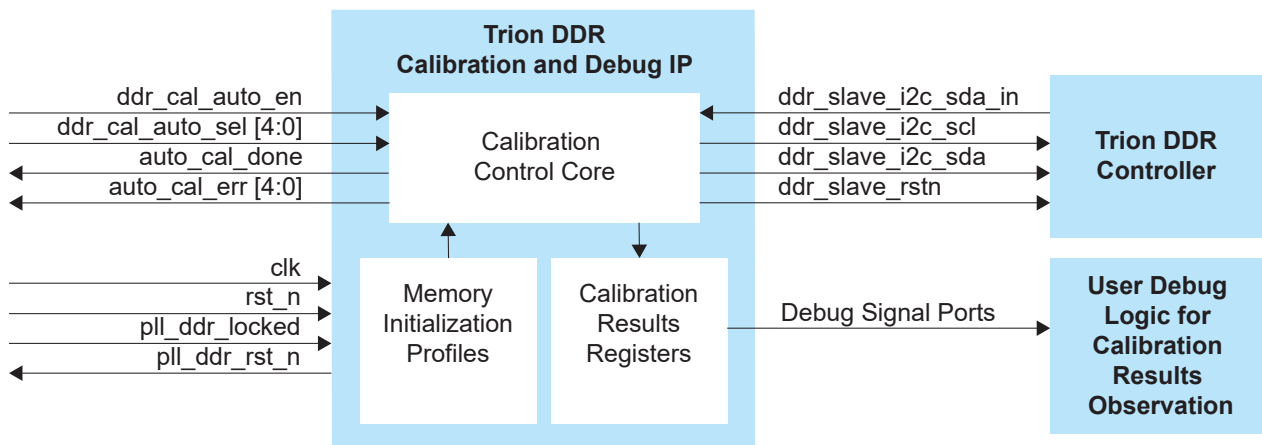 Trion DDR
Calibration and Debug IP
ddr_cal_auto_en
ddr_cal_auto_sel [4:0]
auto_cal_done
auto_cal_err [4:0]
Calibration
Control Core
ddr_slave_i2c_sda_in
ddr_slave_i2c_scl
ddr_slave_i2c_sda
ddr_slave_rstn
Trion DDR
Controller
clk
rst_n
pll_ddr_locked
pll_ddr_rst_n
Memory
Initialization
Profiles
Calibration
Results
Registers
Debug Signal Ports
User Debug
Logic for
Calibration
Results
Observation